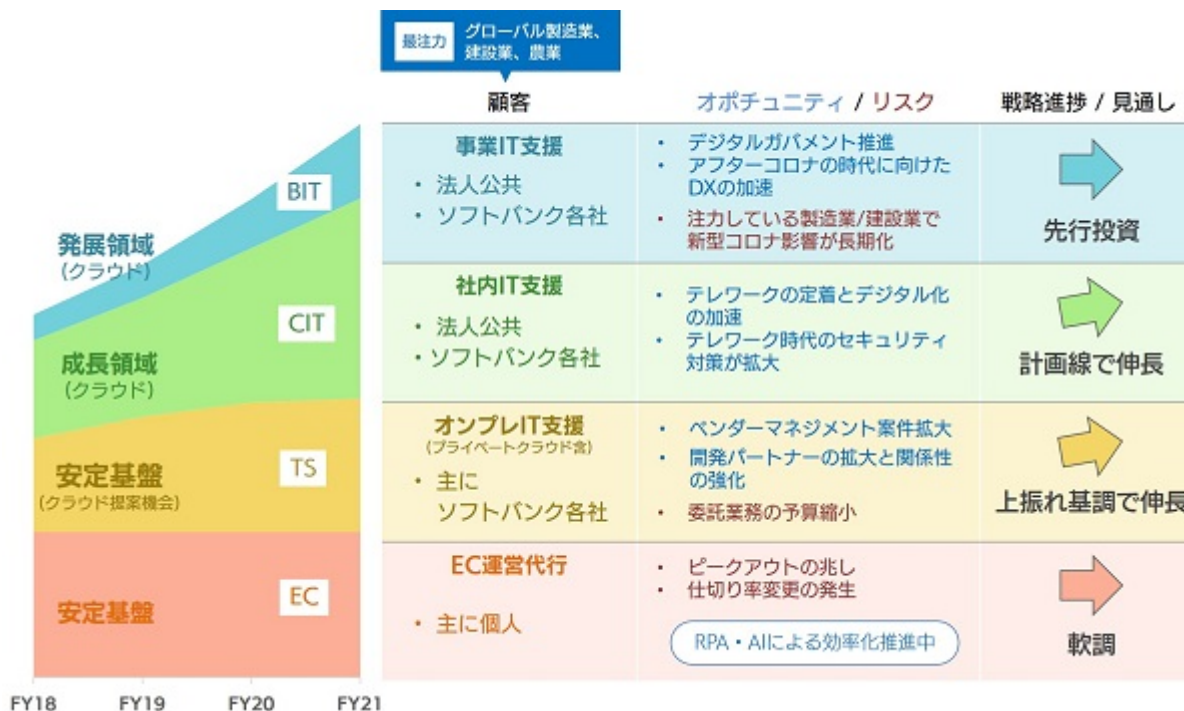 最注力
グローバル製造業、
建設業、農業
顧客
オポチュニティ / リスク
戦略進捗 / 見通し
BIT
発展領域
(クラウド)
CIT
成長領域
(クラウド)
TS
安定基盤
(クラウド提案機会)
EC
安定基盤
FY18
FY19
FY20
FY21
事業IT支援
・ 法人公共
・ ソフトバンク各社
• デジタルガバメント推進
• アフターコロナの時代に向けた
DXの加速
• 注力している製造業/建設業で
新型コロナ影響が長期化
先行投資
社内IT支援
・ 法人公共
・ソフトバンク各社
• テレワークの定着とデジタル化
の加速
• テレワーク時代のセキュリティ
対策が拡大
計画線で伸長
オンプレIT支援
(プライベートクラウド含)
・ 主に
ソフトバンク各社
• ベンダーマネジメント案件拡大
• 開発パートナーの拡大と関係性
の強化
• 委託業務の予算縮小
上振れ基調で伸長
EC運営代行
・ 主に個人
• ピークアウトの兆し
• 仕切り率変更の発生
RPA・AIによる効率化推進中
軟調